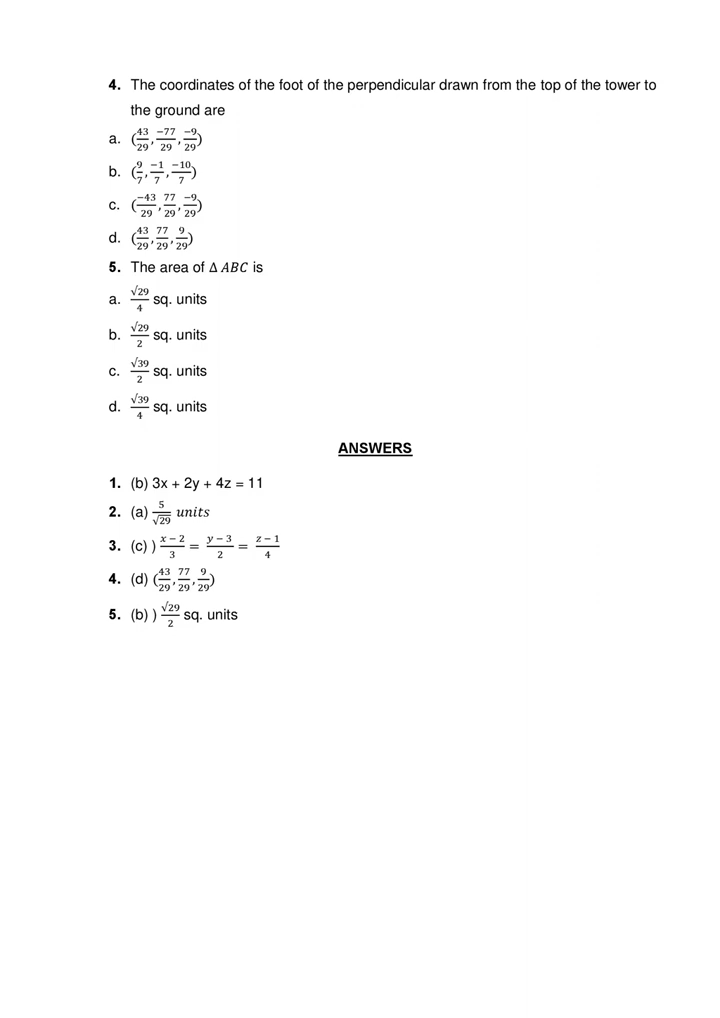 4. The coordinates of the foot of the perpendicular drawn from the top of the tower to
the ground are
a. (43/29, −77/29, −9/29)
b. (9/7, −1/7, −10/7)
c. (−43/29, 77/29, −9/29)
d. (43/29, 77/29, 9/29)
5. The area of Δ ABC is
a. √29/4 sq. units
b. √29/2 sq. units
c. √39/2 sq. units
d. √39/4 sq. units
ANSWERS
1. (b) 3x + 2y + 4z = 11
2. (a) 5/√29 units
3. (c) ) x − 2/3 = y − 3/2 = z − 1/4
4. (d) (43/29, 77/29, 9/29)
5. (b) ) √29/2 sq. units